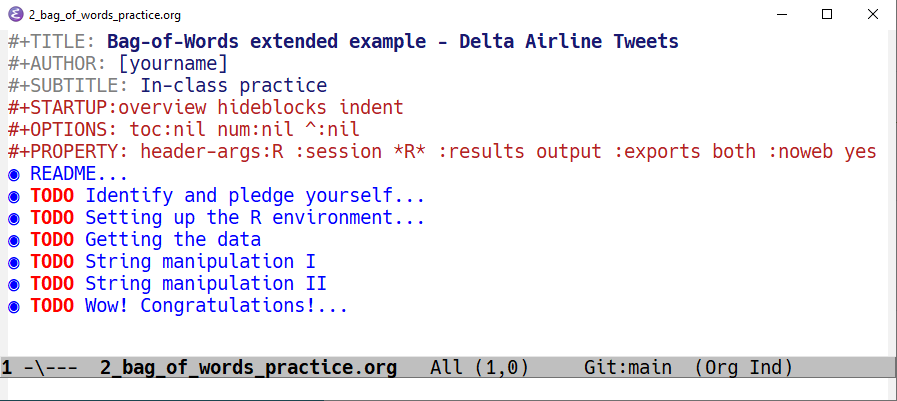 2_bag_of_words_practice.org
#+TITLE: Bag-of-Words extended example - Delta Airline Tweets
#+AUTHOR: [yourname]
#+SUBTITLE: In-class practice
#+STARTUP:overview hideblocks indent
#+OPTIONS: toc:nil num:nil ^:nil
#+PROPERTY: header-args:R :session *R* :results output :exports both :noweb yes
◉ README...
◉ TODO Identify and pledge yourself...
◉ TODO Setting up the R environment...
◉ TODO Getting the data
◉ TODO String manipulation I
◉ TODO String manipulation II
◉ TODO Wow! Congratulations!...
1 -\--- 2_bag_of_words_practice.org All (1,0) Git:main (Org Ind)